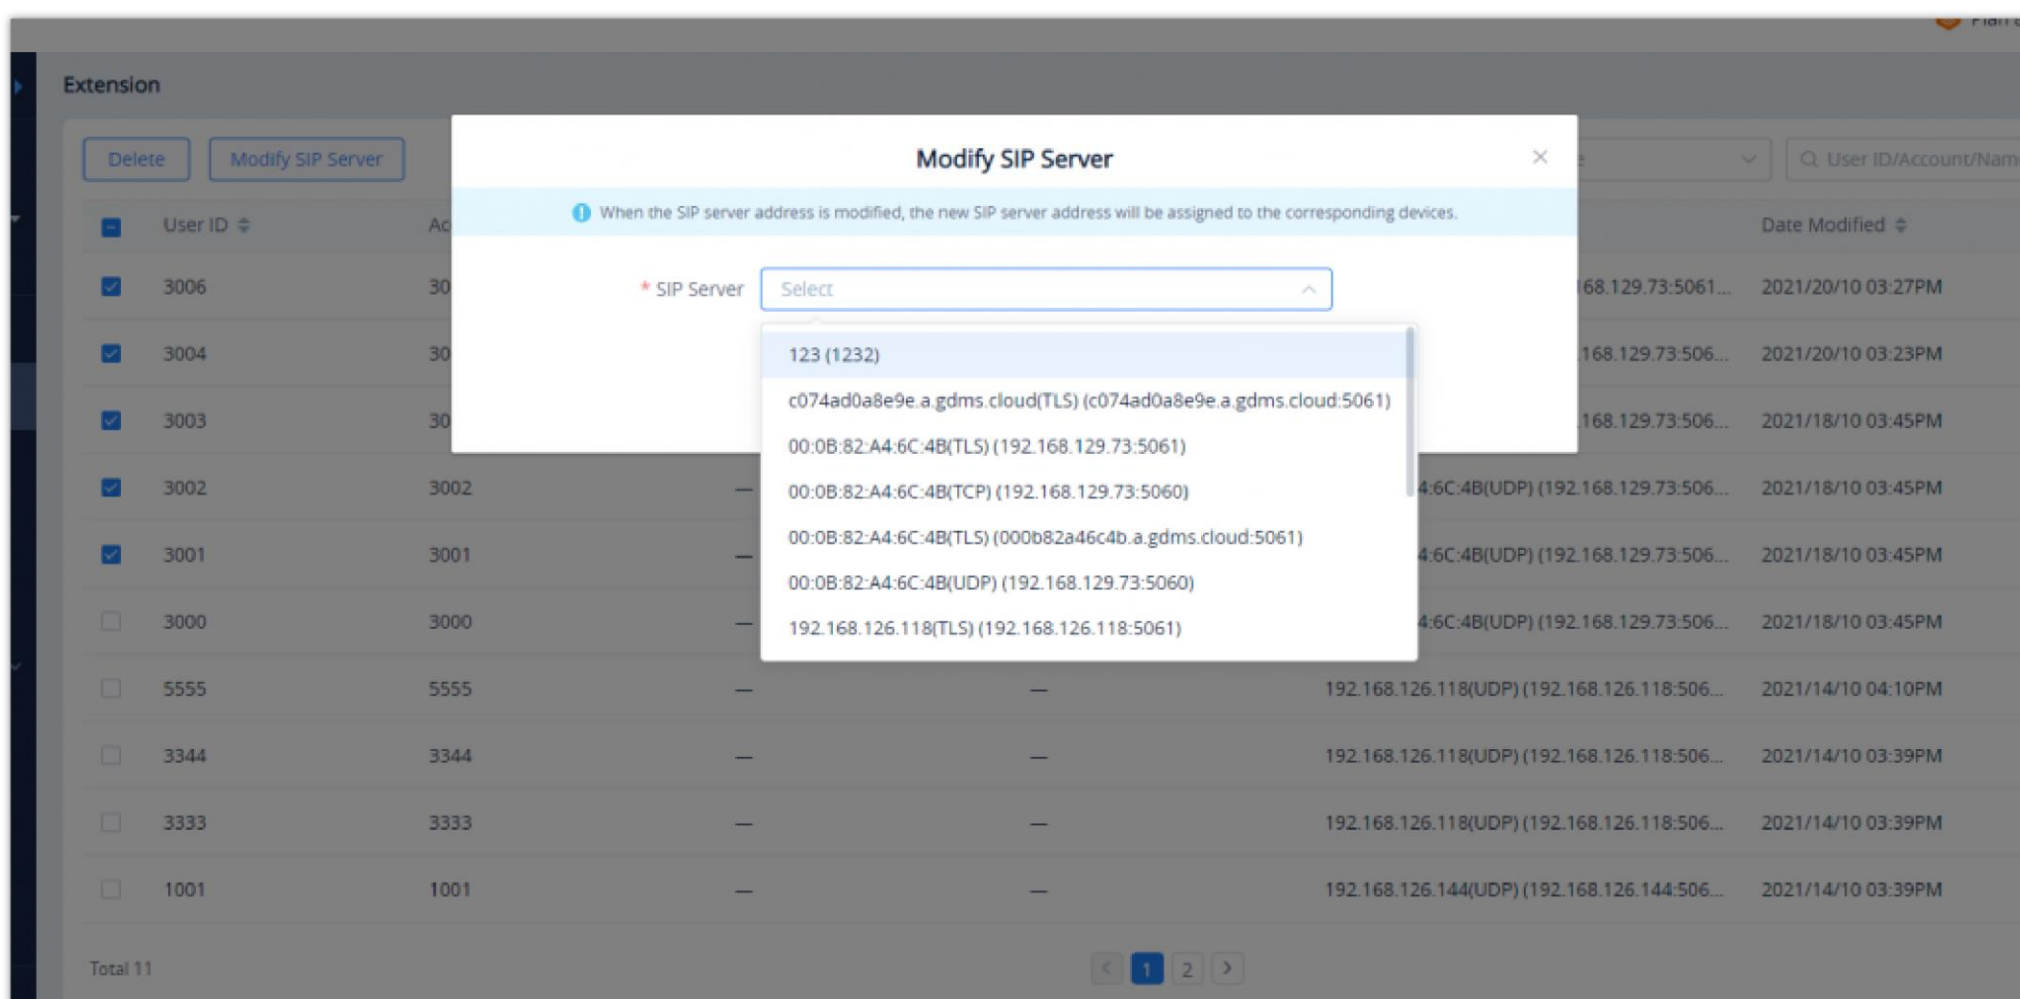 Plan
Extension
Delete Modify SIP Server User ID/Account/Nam
Modify SIP Server
When the SIP server address is modified, the new SIP server address will be assigned to the corresponding devices.
User ID Ac Date Modified
* SIP Server Select
3006 30 68.129.73:5061... 2021/20/10 03:27PM
3004 30 .168.129.73:506... 2021/20/10 03:23PM
3003 30 .168.129.73:506... 2021/18/10 03:45PM
123 (1232)
c074ad0a8e9e.a.gdms.cloud(TLS) (c074ad0a8e9e.a.gdms.cloud:5061)
00:0B:82:A4:6C:4B(TLS) (192.168.129.73:5061)
00:0B:82:A4:6C:4B(TCP) (192.168.129.73:5060)
00:0B:82:A4:6C:4B(TLS) (000b82a46c4b.a.gdms.cloud:5061)
00:0B:82:A4:6C:4B(UDP) (192.168.129.73:5060)
192.168.126.118(TLS) (192.168.126.118:5061)
3002 3002 — 4:6C:4B(UDP) (192.168.129.73:506... 2021/18/10 03:45PM
3001 3001 — 4:6C:4B(UDP) (192.168.129.73:506... 2021/18/10 03:45PM
3000 3000 — 4:6C:4B(UDP) (192.168.129.73:506... 2021/18/10 03:45PM
5555 5555 — — 192.168.126.118(UDP) (192.168.126.118:506... 2021/14/10 04:10PM
3344 3344 — — 192.168.126.118(UDP) (192.168.126.118:506... 2021/14/10 03:39PM
3333 3333 — — 192.168.126.118(UDP) (192.168.126.118:506... 2021/14/10 03:39PM
1001 1001 — — 192.168.126.144(UDP) (192.168.126.144:506... 2021/14/10 03:39PM
Total 11 < 1 2 >